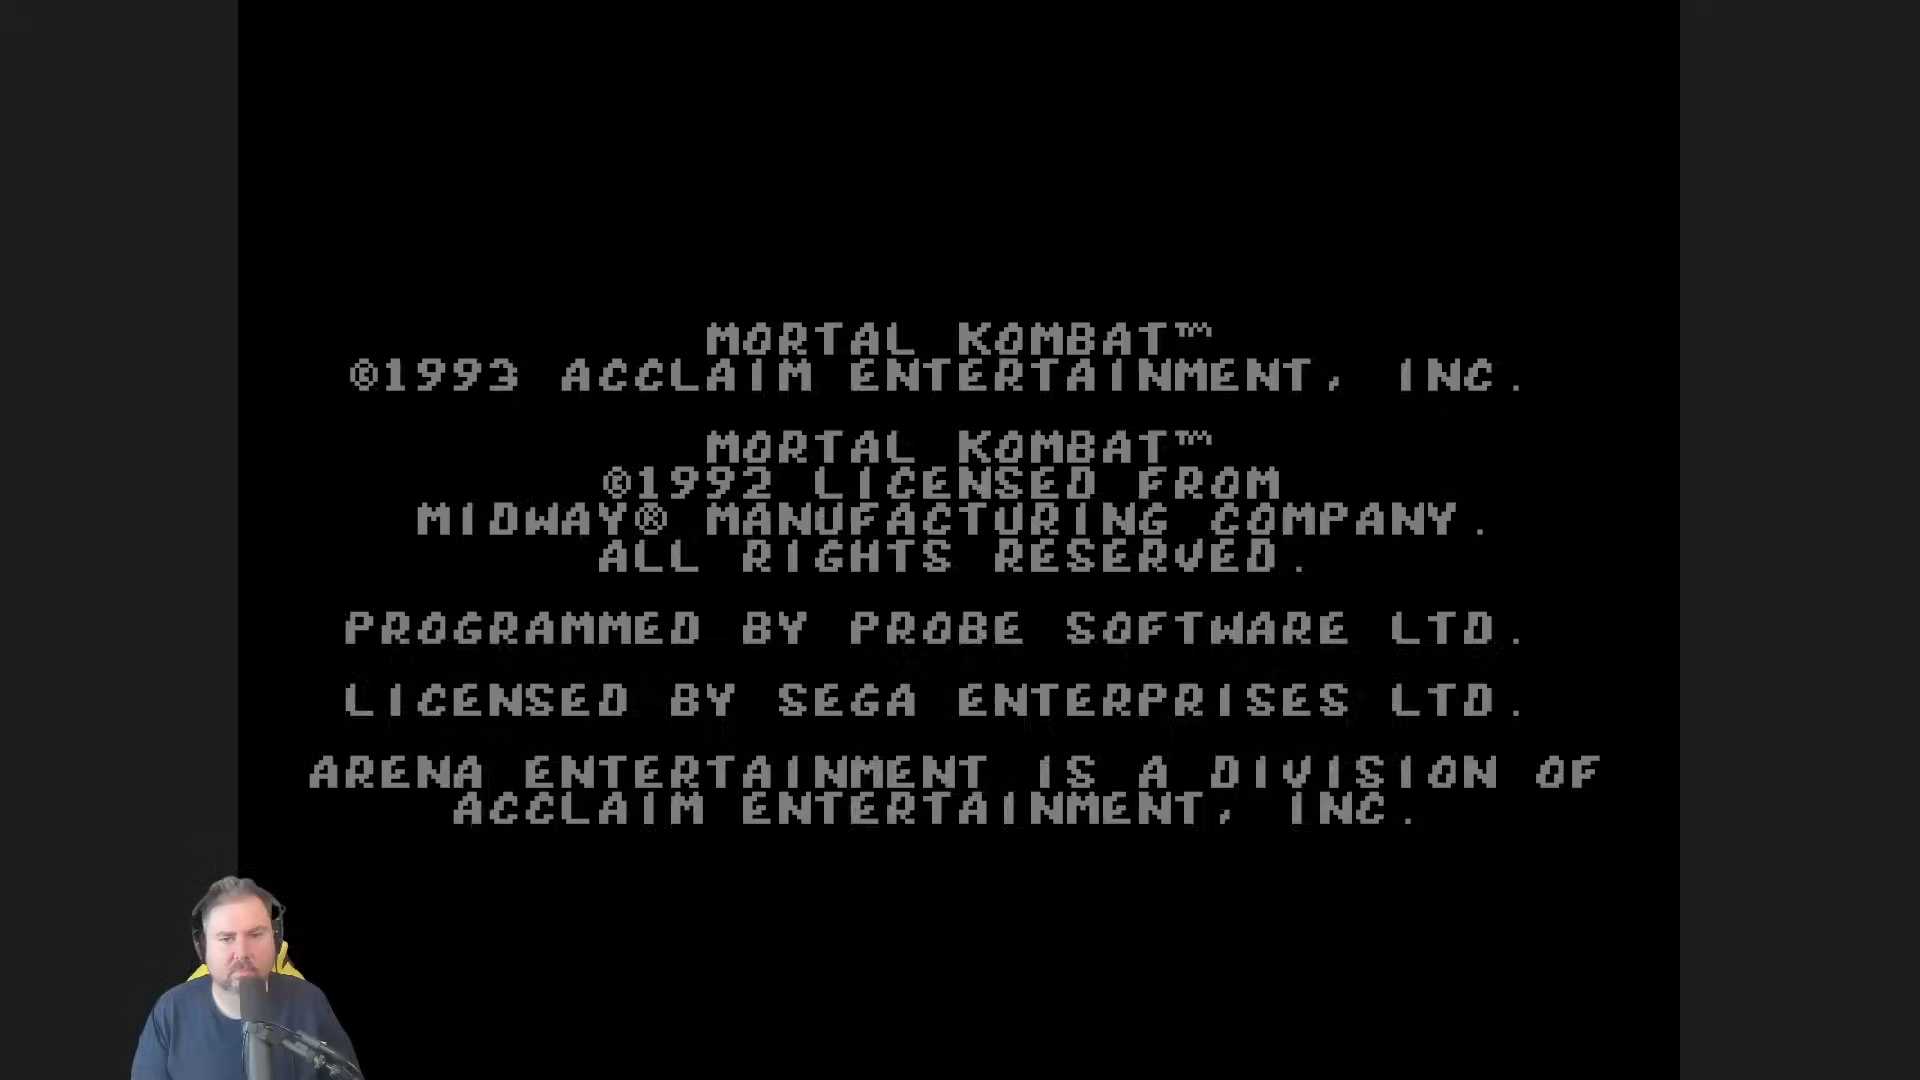 MORTAL KOMBAT™
©1993 ACCLAIM ENTERTAINMENT, INC.
MORTAL KOMBAT™
©1992 LICENSED FROM
MIDWAY® MANUFACTURING COMPANY.
ALL RIGHTS RESERVED.
PROGRAMMED BY PROBE SOFTWARE LTD.
LICENSED BY SEGA ENTERPRISES LTD.
ARENA ENTERTAINMENT IS A DIVISION OF
ACCLAIM ENTERTAINMENT, INC.